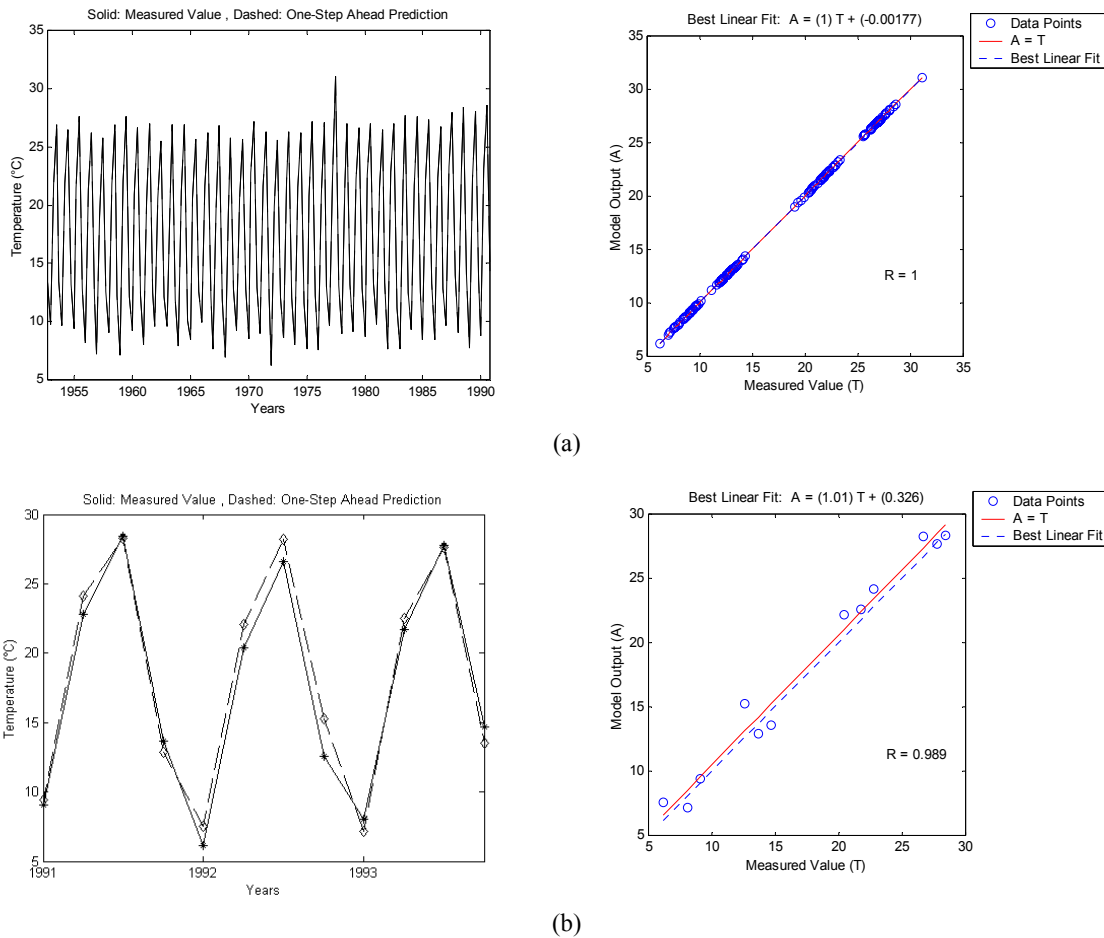 Solid: Measured Value , Dashed: One-Step Ahead Prediction
35
30
25
20
15
10
5
Temperature (°C)
1955 1960 1965 1970 1975 1980 1985 1990
Years
Best Linear Fit: A = (1) T + (-0.00177)
35
30
25
20
15
10
5
Model Output (A)
R = 1
5 10 15 20 25 30 35
Measured Value (T)
Data Points
A = T
Best Linear Fit
(a)
Solid: Measured Value , Dashed: One-Step Ahead Prediction
30
25
20
15
10
5
Temperature (°C)
1991 1992 1993
Years
Best Linear Fit: A = (1.01) T + (0.326)
30
25
20
15
10
5
Model Output (A)
R = 0.989
5 10 15 20 25 30
Measured Value (T)
Data Points
A = T
Best Linear Fit
(b)